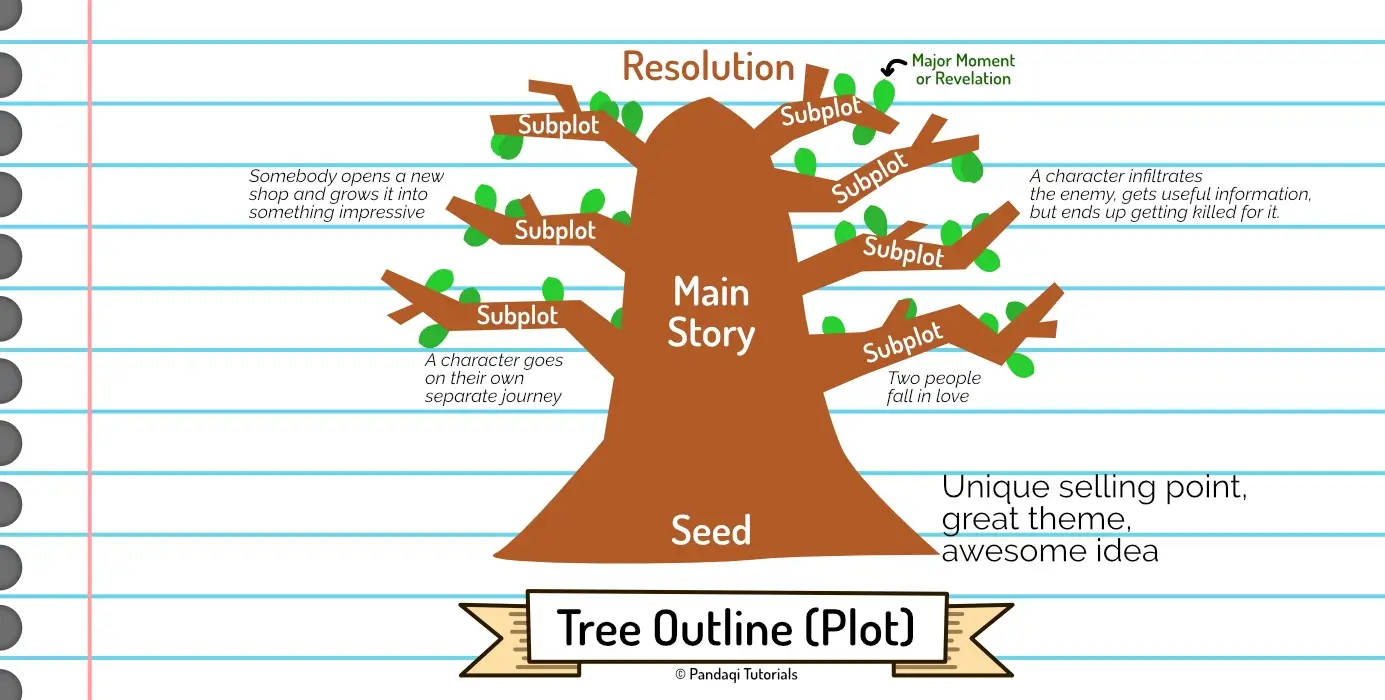 Resolution
Major Moment
or Revelation
Subplot
Subplot
Subplot
Somebody opens a new
shop and grows it into
something impressive
A character infiltrates
the enemy, gets useful information,
but ends up getting killed for it.
Subplot
Subplot
Main
Story
Subplot
Subplot
A character goes
on their own
separate journey
Two people
fall in love
Unique selling point,
great theme,
awesome idea
Seed
Tree Outline (Plot)
© Pandaqi Tutorials